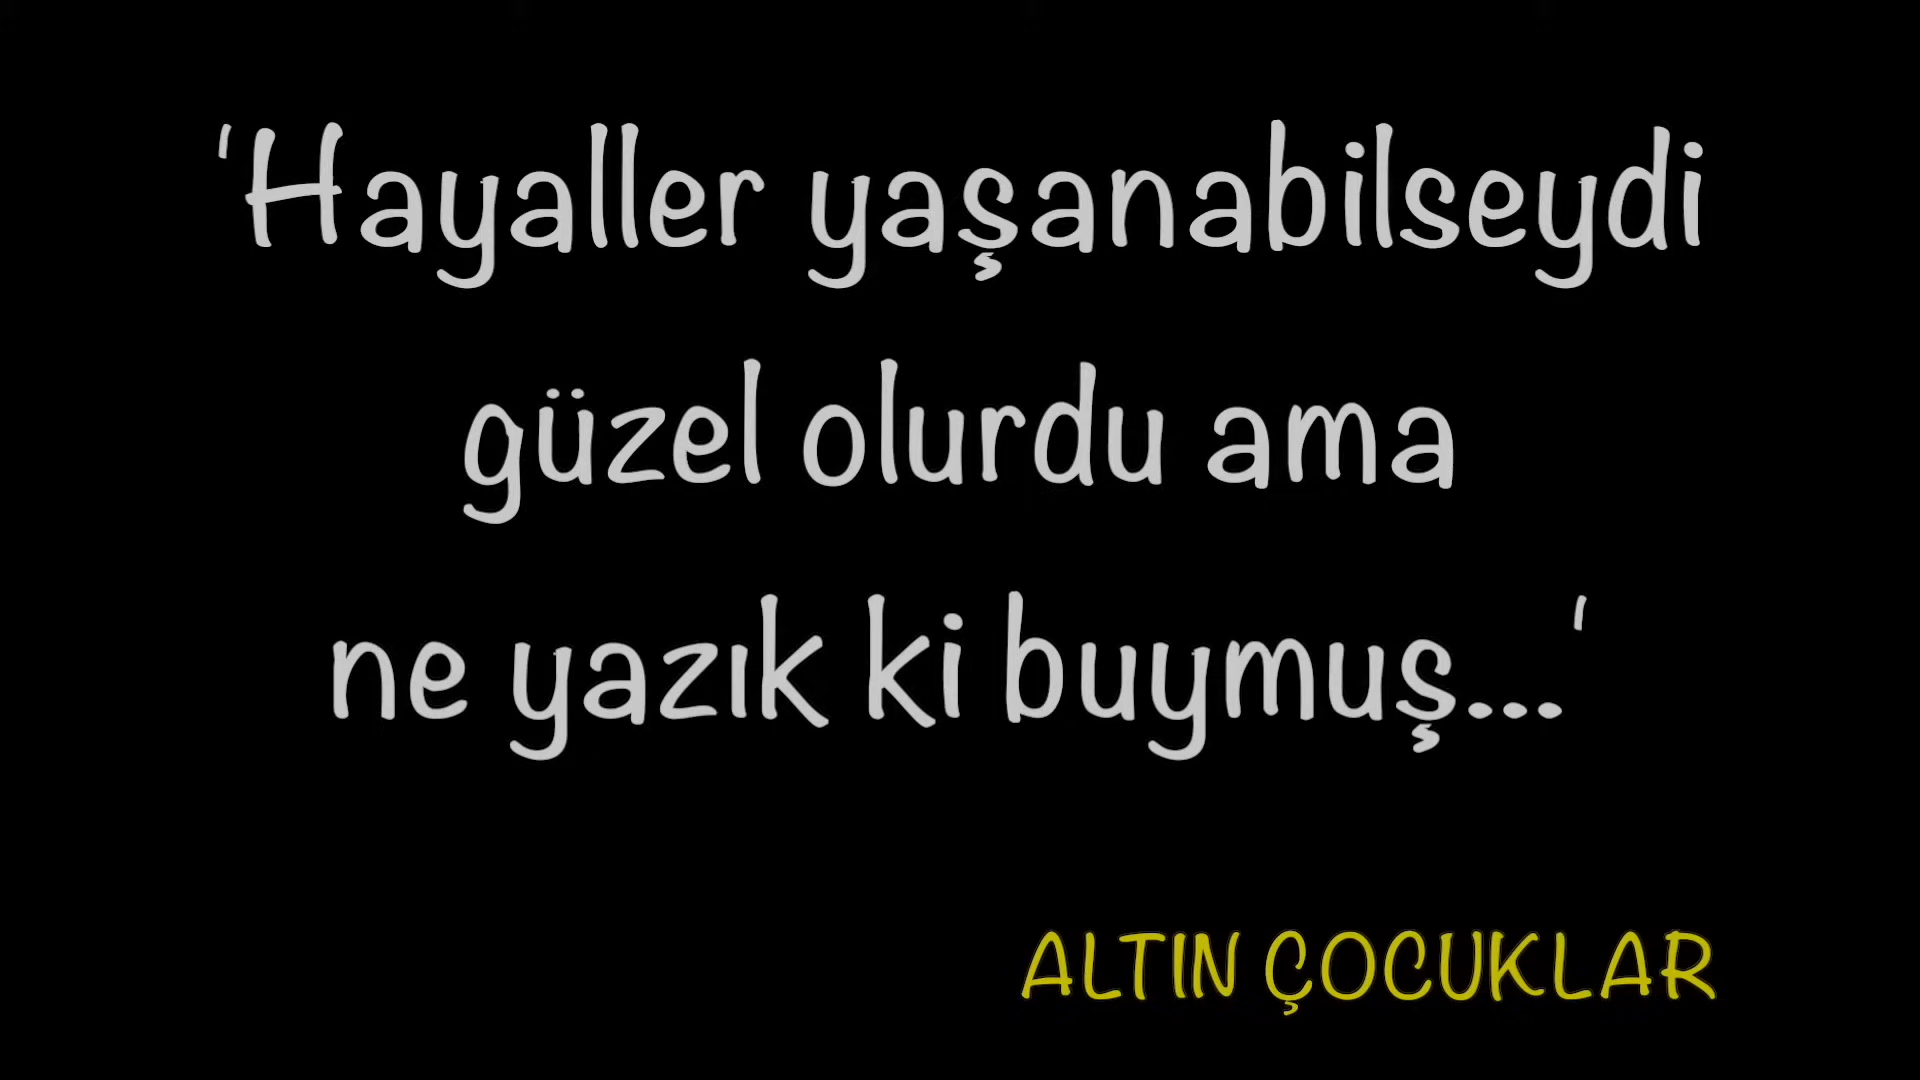 'Hayaller yaşanabilseydi
güzel olurdu ama
ne yazık ki buymuş...'
ALTIN ÇOCUKLAR